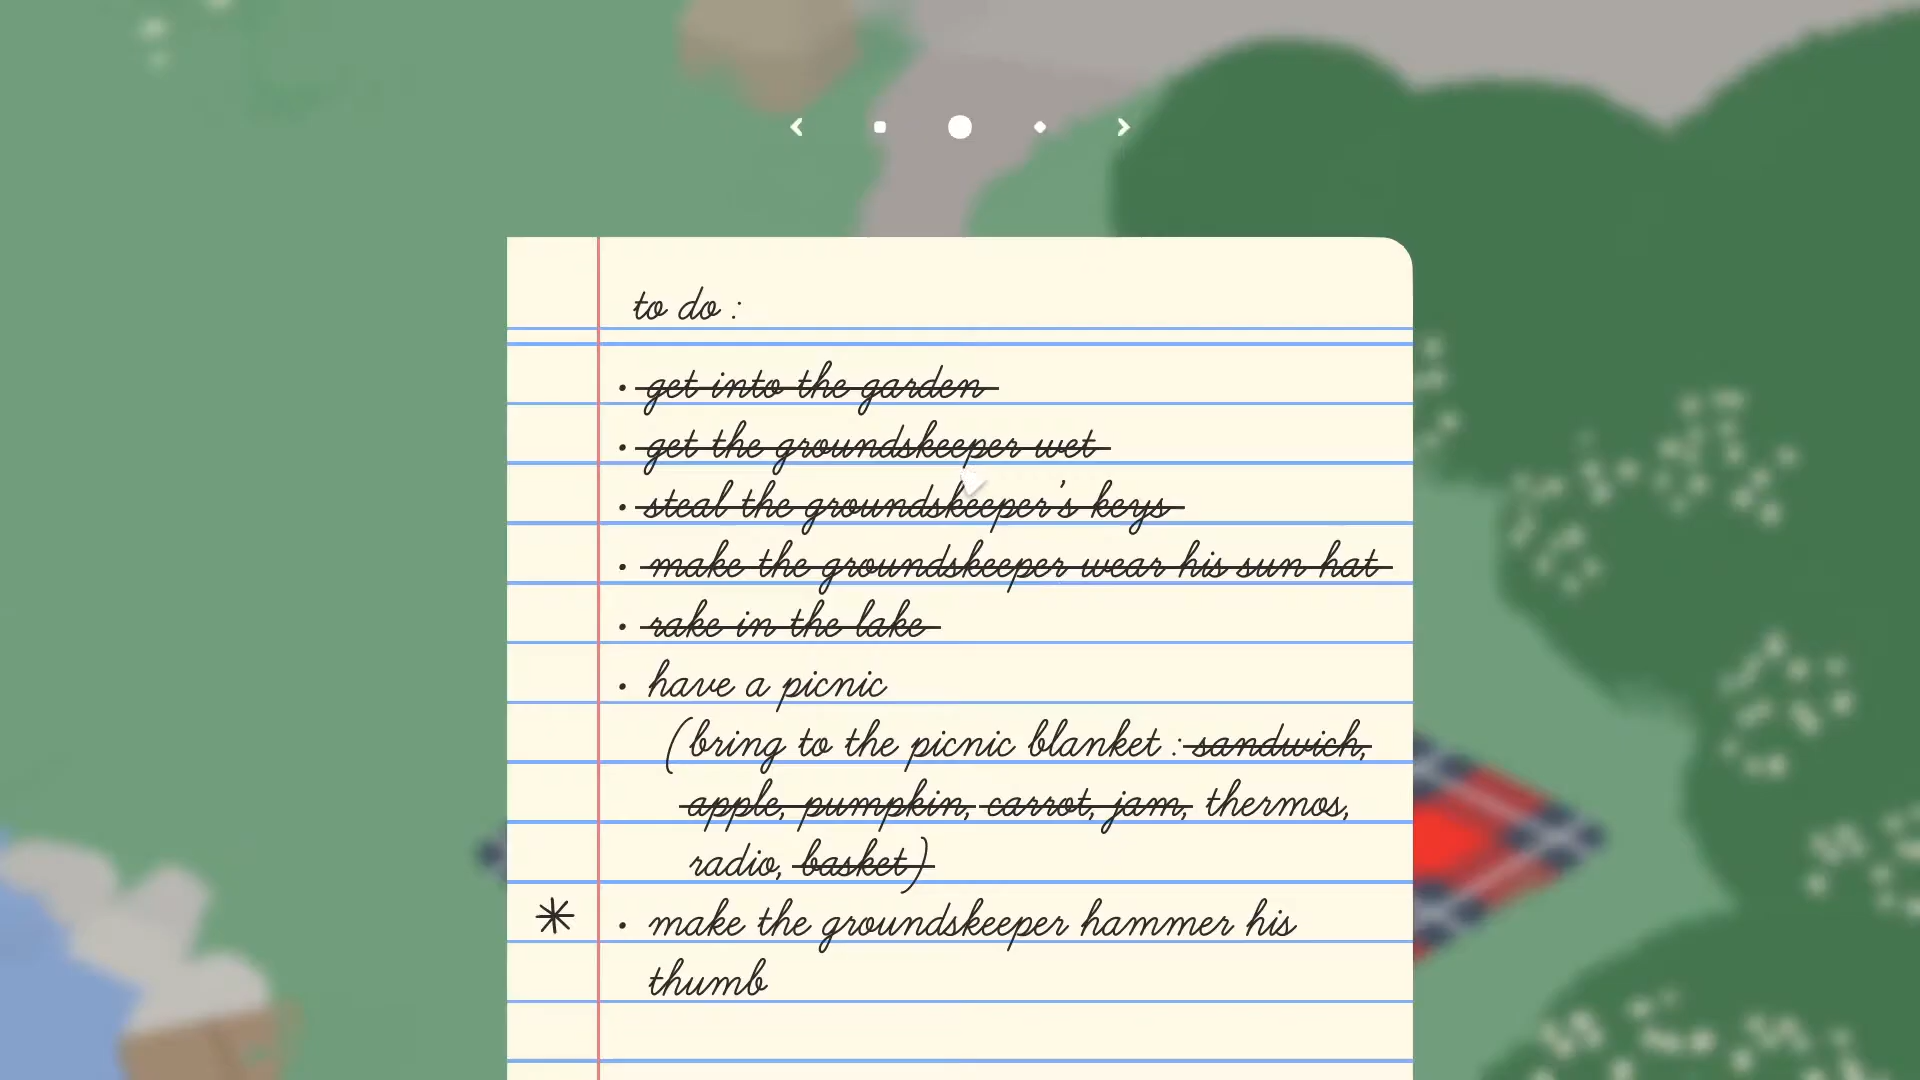 to do :
• get into the garden
• get the groundskeeper wet
• steal the groundskeeper's keys
• make the groundskeeper wear his sun hat
• rake in the lake
• have a picnic
(bring to the picnic blanket : sandwich,
apple, pumpkin, carrot, jam, thermos,
radio, basket)
• make the groundskeeper hammer his
thumb